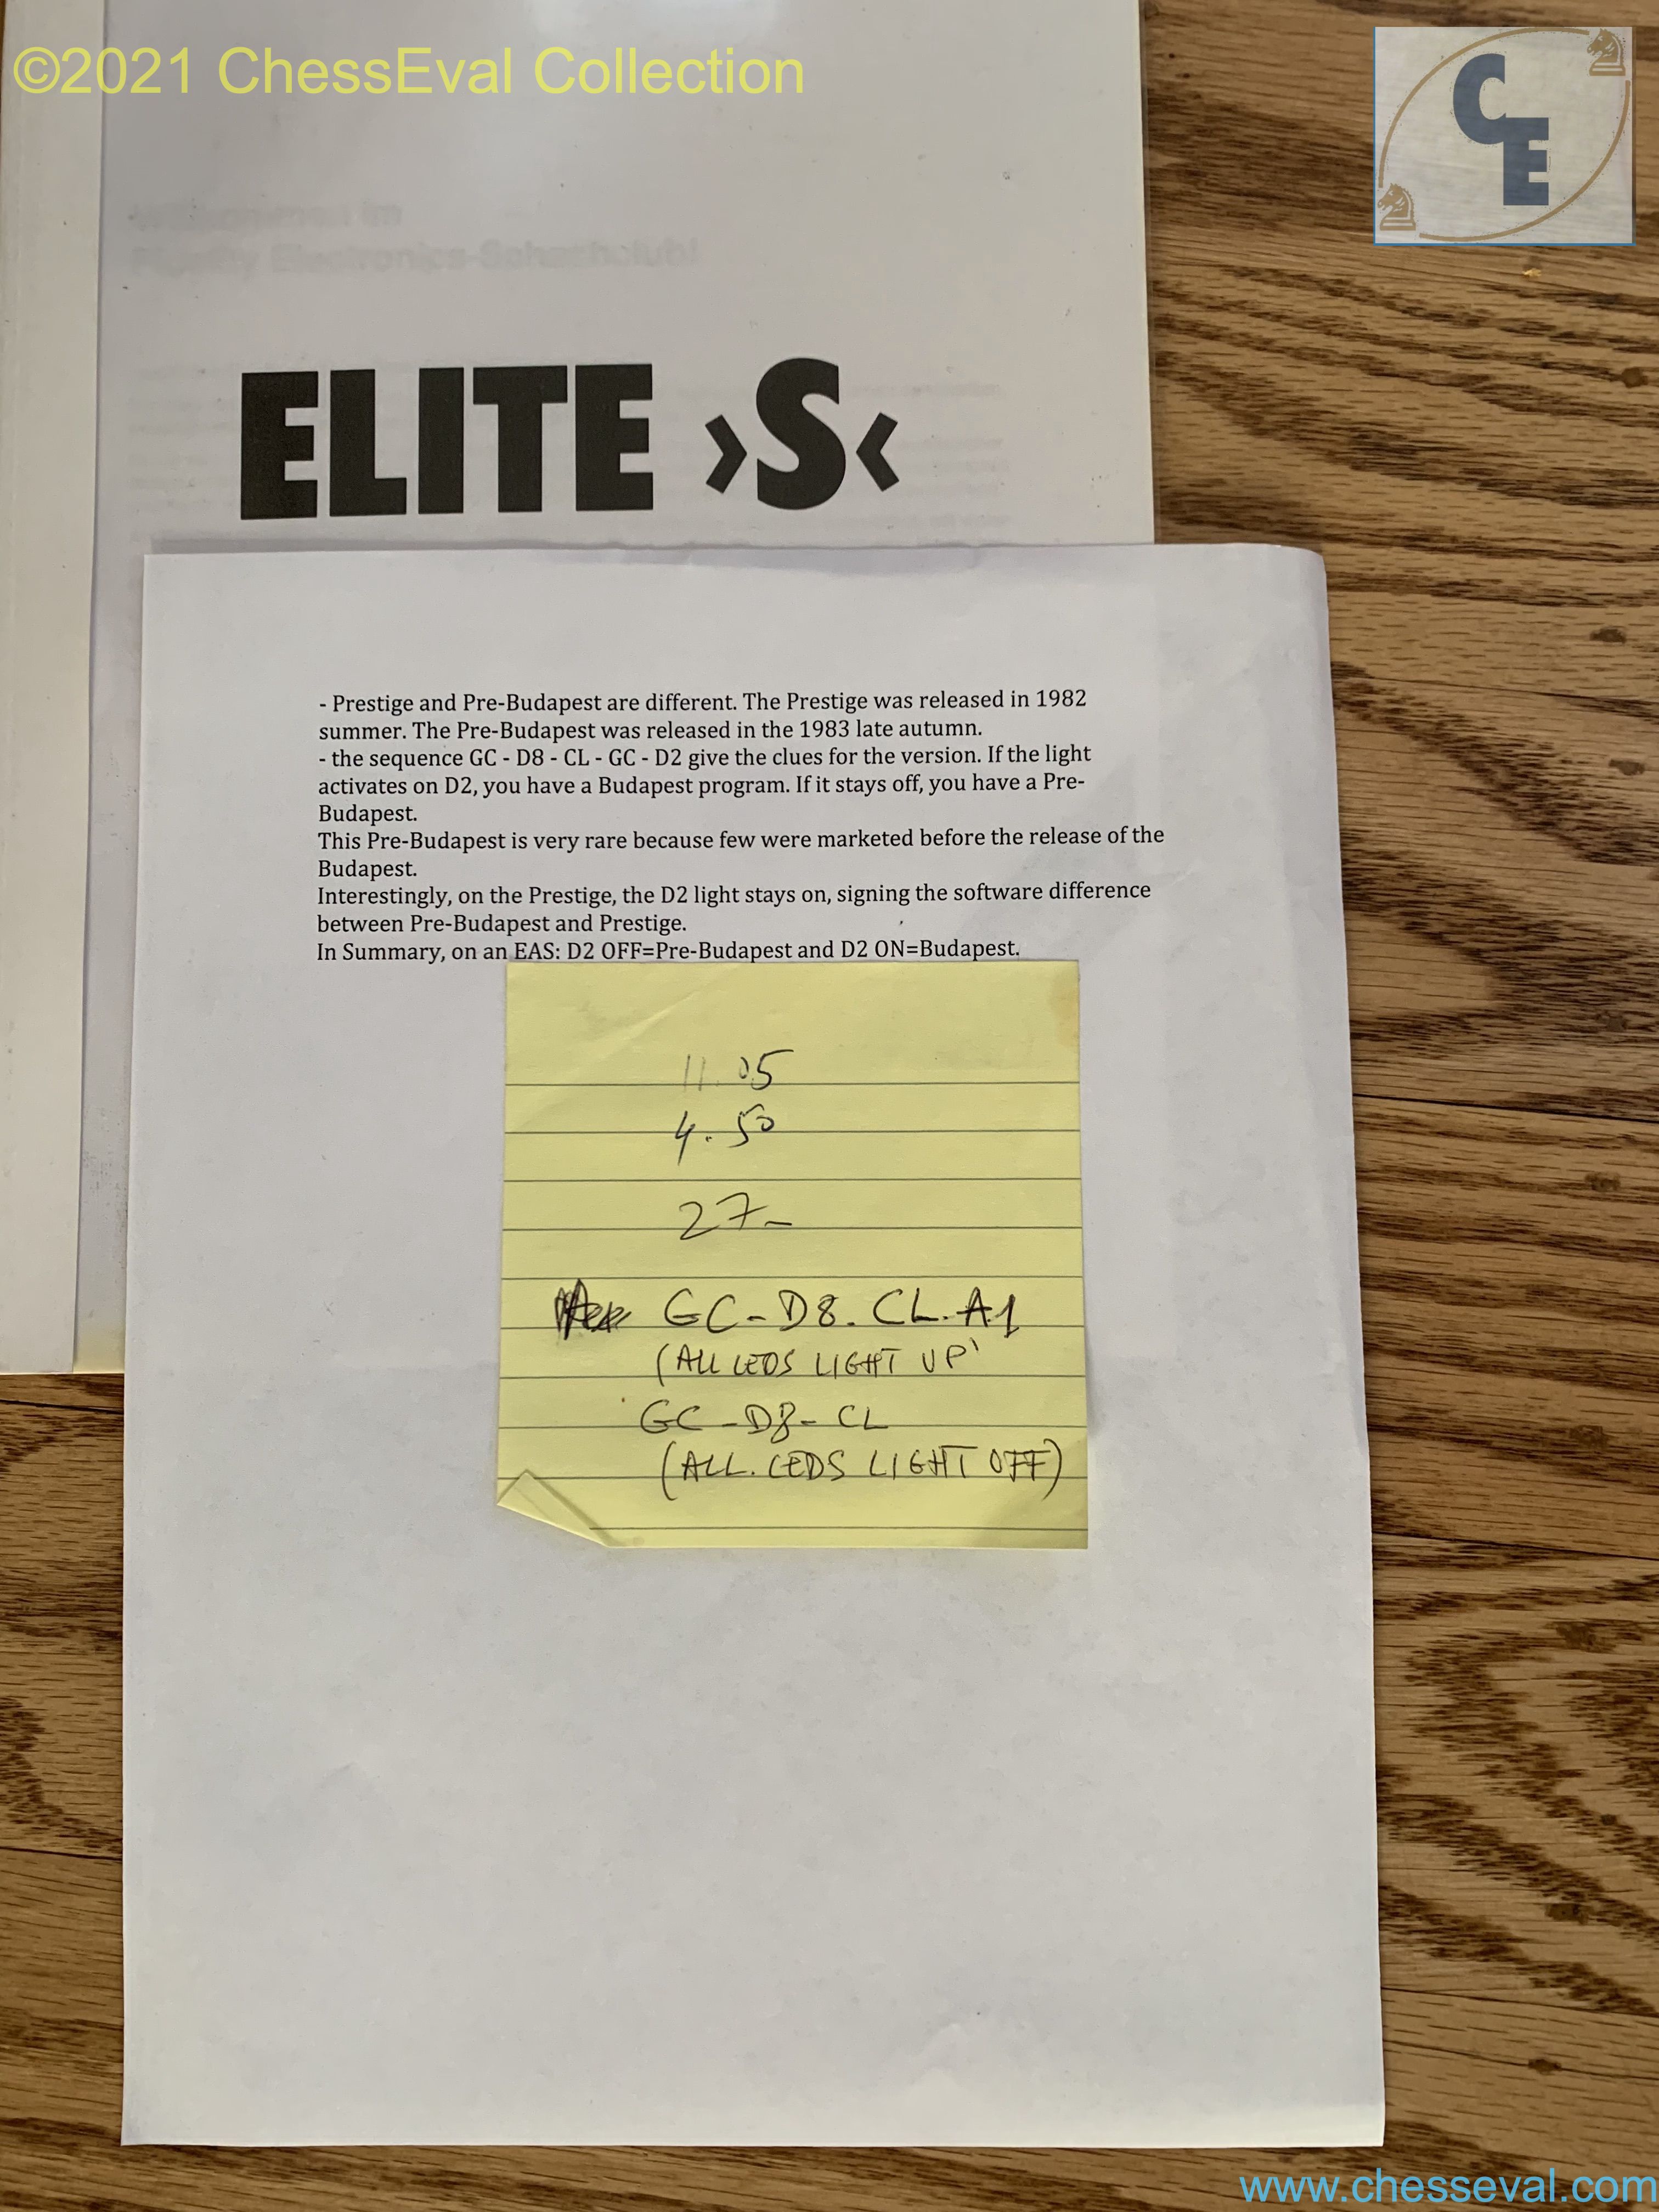 ©2021 ChessEval Collection
CE
Willkommen im
Fidelity Electronics-Schachclub!
ELITE ›S‹
- Prestige and Pre-Budapest are different. The Prestige was released in 1982
summer. The Pre-Budapest was released in the 1983 late autumn.
- the sequence GC - D8 - CL - GC - D2 give the clues for the version. If the light
activates on D2, you have a Budapest program. If it stays off, you have a Pre-
Budapest.
This Pre-Budapest is very rare because few were marketed before the release of the
Budapest.
Interestingly, on the Prestige, the D2 light stays on, signing the software difference
between Pre-Budapest and Prestige.
In Summary, on an EAS: D2 OFF=Pre-Budapest and D2 ON=Budapest.
11.05
4.50
27-
GC-D8.CL.A1
(ALL LEDS LIGHT UP)
GC-D8-CL
(ALL. LEDS LIGHT OFF)
www.chesseval.com